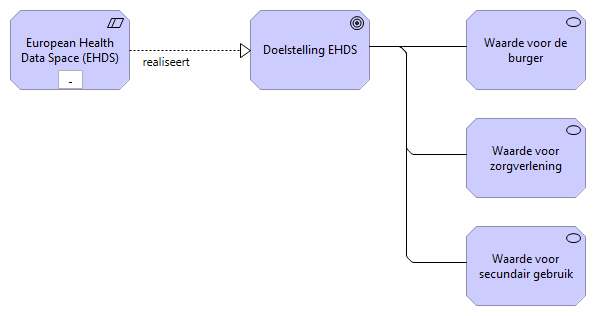 European Health
Data Space (EHDS)
-
realiseert
Doelstelling EHDS
Waarde voor de
burger
Waarde voor
zorgverlening
Waarde voor
secundair gebruik